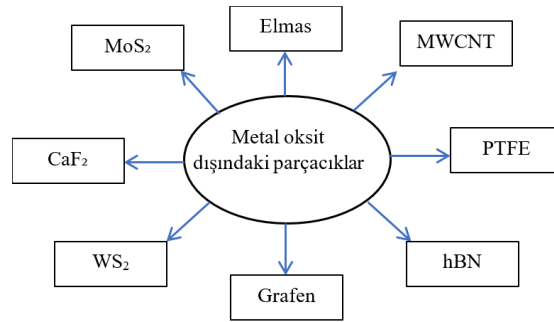 Elmas
MoS₂
MWCNT
Metal oksit
dışındaki parçacıklar
CaF₂
PTFE
WS₂
hBN
Grafen